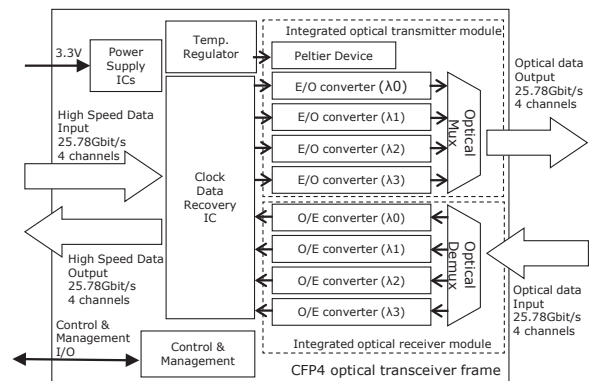 3.3V
Power
Supply
ICs
Temp.
Regulator
Integrated optical transmitter module
Peltier Device
E/O converter (λ0)
E/O converter (λ1)
E/O converter (λ2)
E/O converter (λ3)
Optical
Mux
Optical data
Output
25.78Gbit/s
4 channels
High Speed Data
Input
25.78Gbit/s
4 channels
Clock
Data
Recovery
IC
O/E converter (λ0)
O/E converter (λ1)
O/E converter (λ2)
O/E converter (λ3)
Optical
Demux
High Speed Data
Output
25.78Gbit/s
4 channels
Optical data
Input
25.78Gbit/s
4 channels
Control &
Management
I/O
Control &
Management
Integrated optical receiver module
CFP4 optical transceiver frame